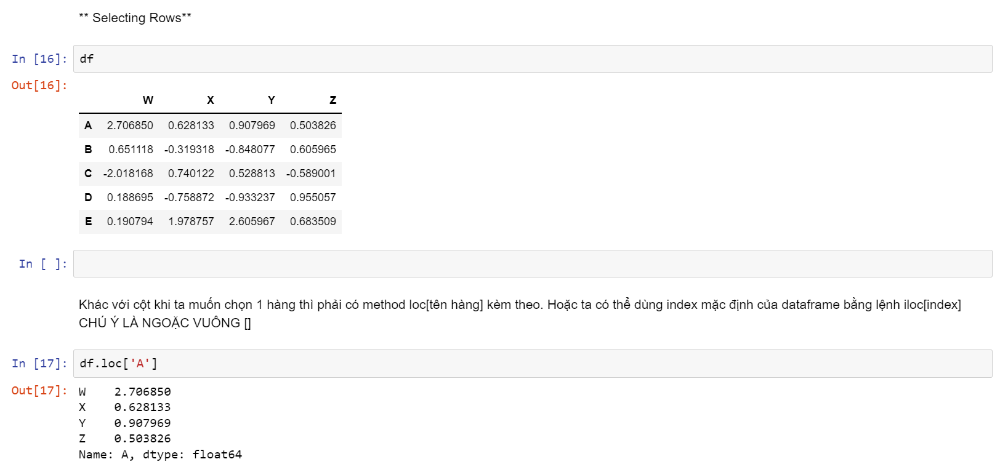 ** Selecting Rows**
In [16]: df
Out[16]:
W X Y Z
A 2.706850 0.628133 0.907969 0.503826
B 0.651118 -0.319318 -0.848077 0.605965
C -2.018168 0.740122 0.528813 -0.589001
D 0.188695 -0.758872 -0.933237 0.955057
E 0.190794 1.978757 2.605967 0.683509
In [ ]:
Khác với cột khi ta muốn chọn 1 hàng thì phải có method loc[tên hàng] kèm theo. Hoặc ta có thể dùng index mặc định của dataframe bằng lệnh iloc[index]
CHÚ Ý LÀ NGOẶC VUÔNG []
In [17]: df.loc['A']
Out[17]: W 2.706850
X 0.628133
Y 0.907969
Z 0.503826
Name: A, dtype: float64